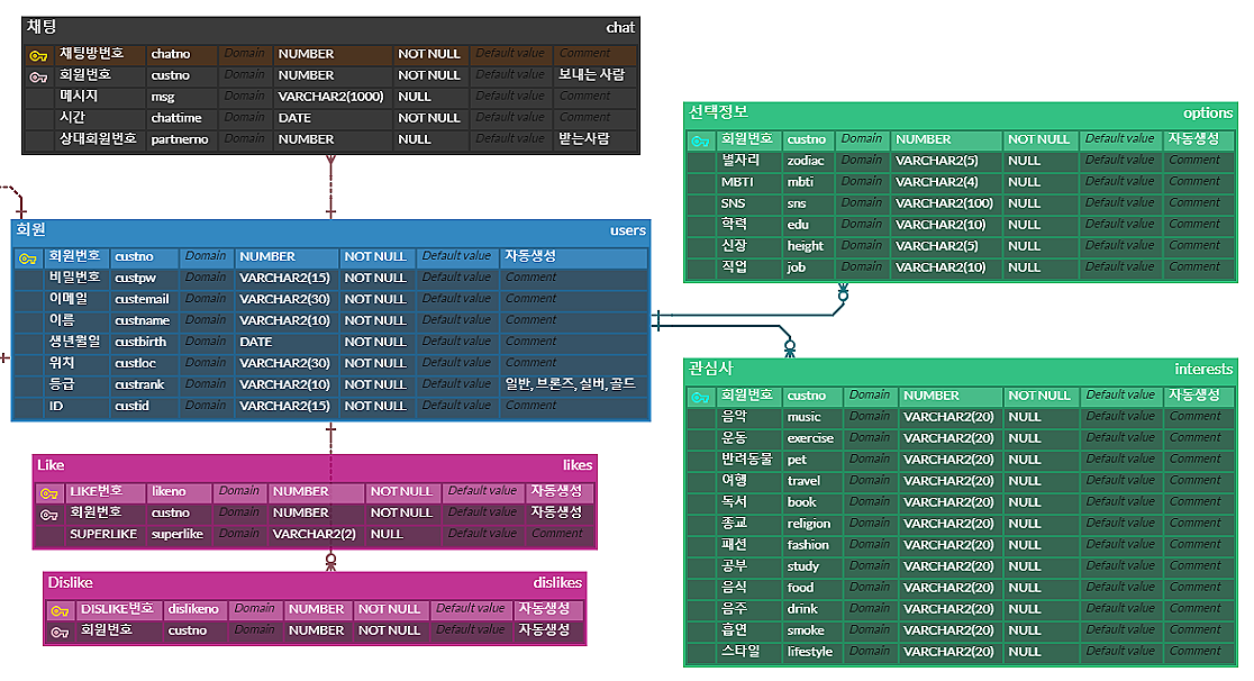 채팅 chat
채팅방번호 chatno Domain NUMBER NOT NULL Default value Comment
회원번호 custno Domain NUMBER NOT NULL Default value 보내는 사람
메시지 msg Domain VARCHAR2(1000) NULL Default value Comment
시간 chattime Domain DATE NOT NULL Default value Comment
상대회원번호 partnerno Domain NUMBER NULL Default value 받는사람
회원 users
회원번호 custno Domain NUMBER NOT NULL Default value 자동생성
비밀번호 custpw Domain VARCHAR2(15) NOT NULL Default value Comment
이메일 custemail Domain VARCHAR2(30) NOT NULL Default value Comment
이름 custname Domain VARCHAR2(10) NOT NULL Default value Comment
생년월일 custbirth Domain DATE NOT NULL Default value Comment
위치 custloc Domain VARCHAR2(30) NOT NULL Default value Comment
등급 custrank Domain VARCHAR2(10) NOT NULL Default value 일반, 브론즈, 실버, 골드
ID custid Domain VARCHAR2(15) NOT NULL Default value Comment
Like likes
LIKE번호 likeno Domain NUMBER NOT NULL Default value 자동생성
회원번호 custno Domain NUMBER NOT NULL Default value 자동생성
SUPERLIKE superlike Domain VARCHAR2(2) NULL Default value Comment
Dislike dislikes
DISLIKE번호 dislikeno Domain NUMBER NOT NULL Default value 자동생성
회원번호 custno Domain NUMBER NOT NULL Default value 자동생성
선택정보 options
회원번호 custno Domain NUMBER NOT NULL Default value 자동생성
별자리 zodiac Domain VARCHAR2(5) NULL Default value Comment
MBTI mbti Domain VARCHAR2(4) NULL Default value Comment
SNS sns Domain VARCHAR2(100) NULL Default value Comment
학력 edu Domain VARCHAR2(10) NULL Default value Comment
신장 height Domain VARCHAR2(5) NULL Default value Comment
직업 job Domain VARCHAR2(10) NULL Default value Comment
관심사 interests
회원번호 custno Domain NUMBER NOT NULL Default value 자동생성
음악 music Domain VARCHAR2(20) NULL Default value Comment
운동 exercise Domain VARCHAR2(20) NULL Default value Comment
반려동물 pet Domain VARCHAR2(20) NULL Default value Comment
여행 travel Domain VARCHAR2(20) NULL Default value Comment
독서 book Domain VARCHAR2(20) NULL Default value Comment
종교 religion Domain VARCHAR2(20) NULL Default value Comment
패션 fashion Domain VARCHAR2(20) NULL Default value Comment
공부 study Domain VARCHAR2(20) NULL Default value Comment
음식 food Domain VARCHAR2(20) NULL Default value Comment
음주 drink Domain VARCHAR2(20) NULL Default value Comment
흡연 smoke Domain VARCHAR2(20) NULL Default value Comment
스타일 lifestyle Domain VARCHAR2(20) NULL Default value Comment